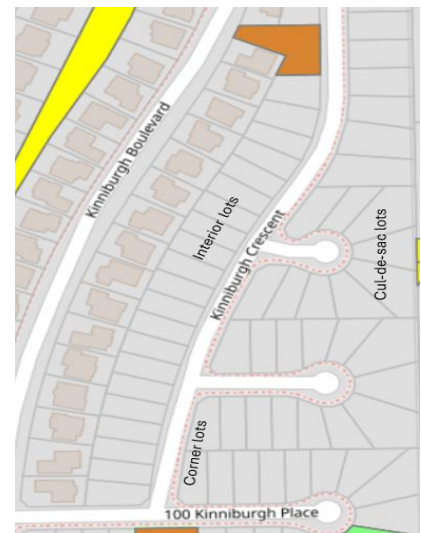 Kinniburgh Boulevard
Interior lots
Kinniburgh Crescent
Cul-de-sac lots
Corner lots
100 Kinniburgh Place